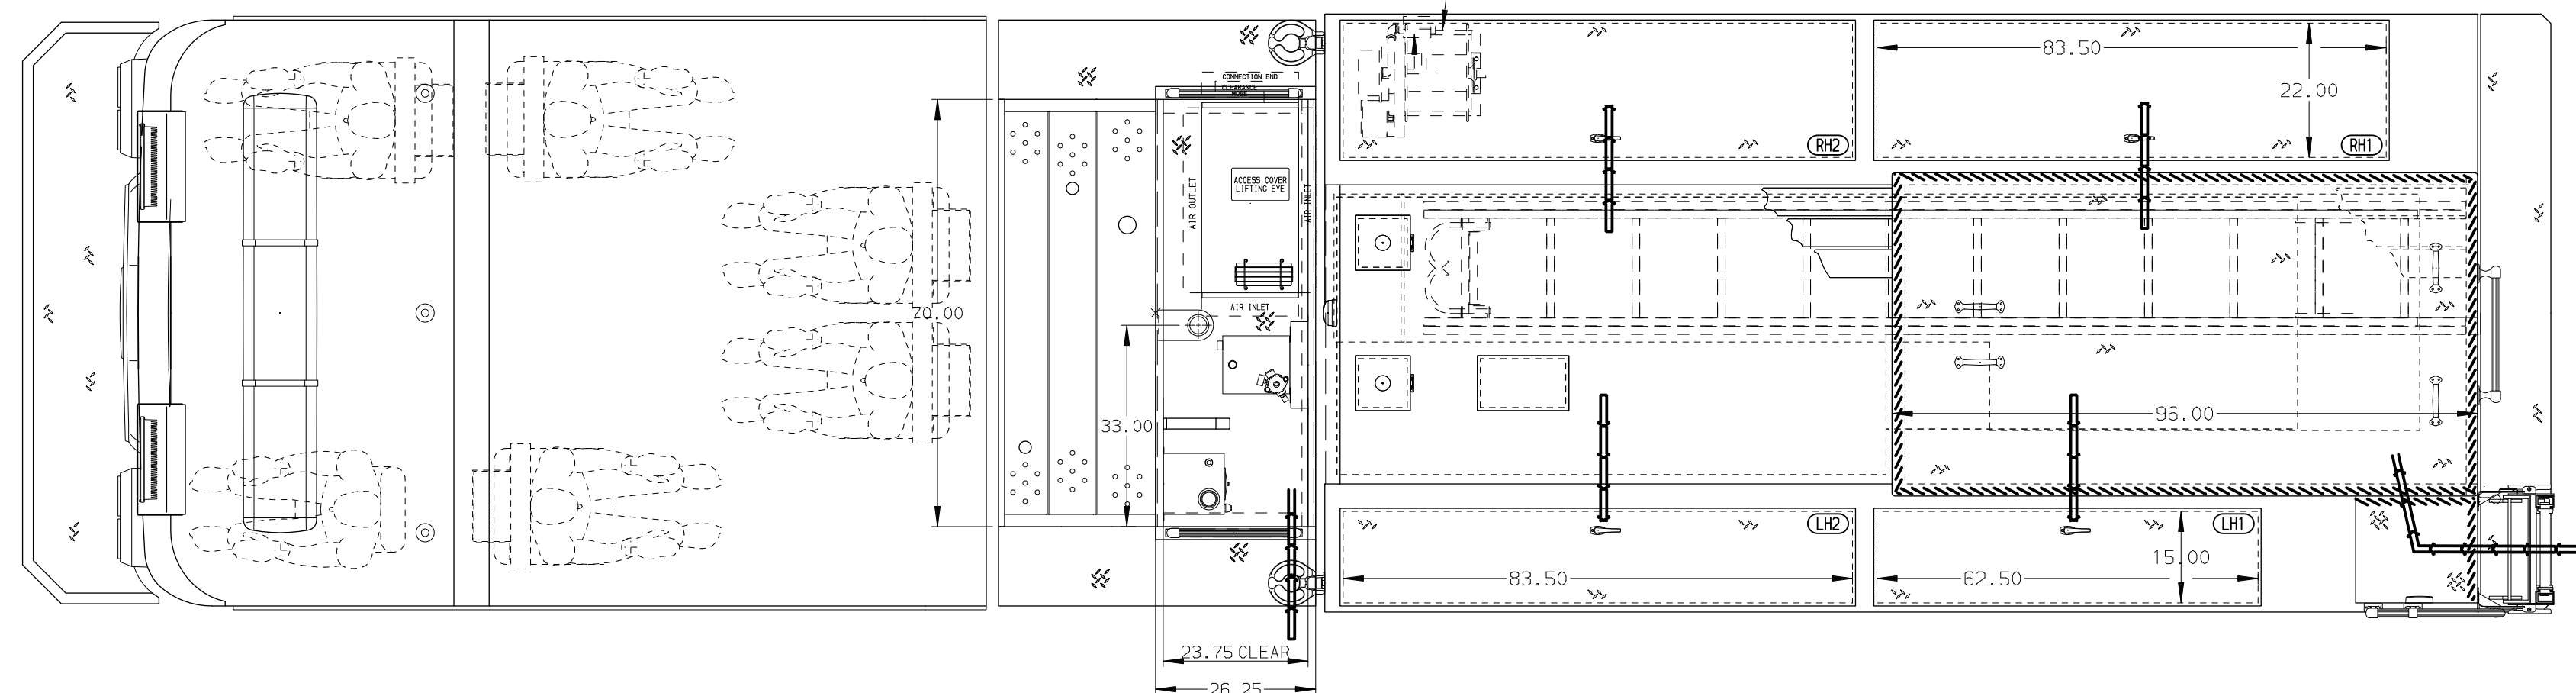 83.50
22.00
RH2
RH1
CONNECTION END
CLEARANCE
ACCESS COVER
LIFTING EYE
AIR OUTLET
AIR INLET
AIR INLET
70.00
33.00
96.00
LH2
LH1
83.50
62.50
15.00
23.75 CLEAR
26.25